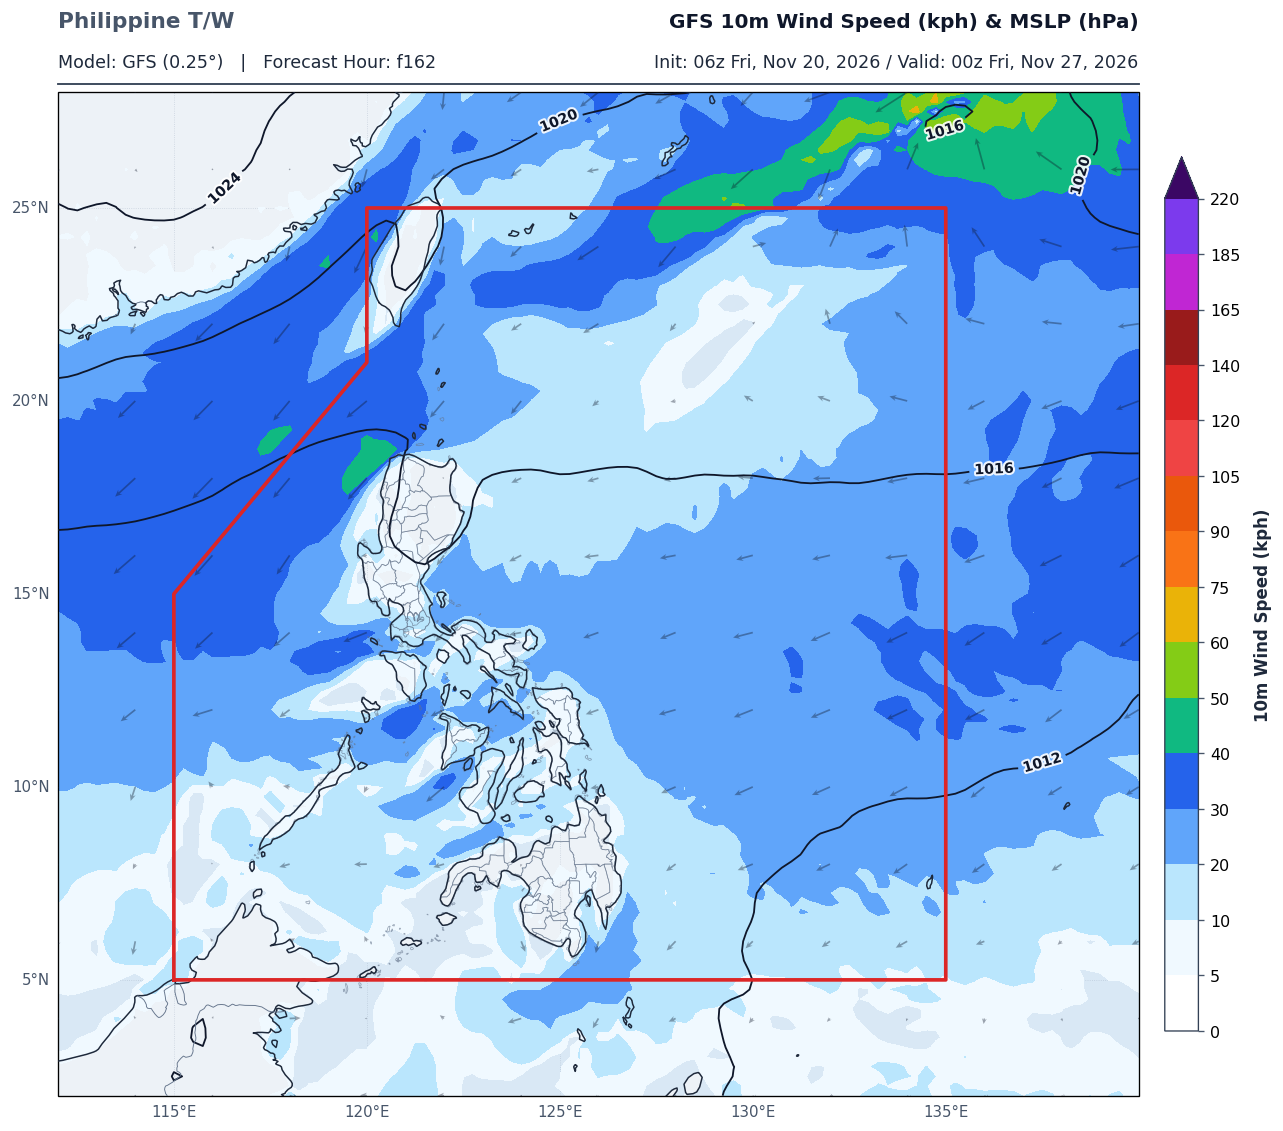 Philippine T/W
GFS 10m Wind Speed (kph) & MSLP (hPa)
Model: GFS (0.25°)   |   Forecast Hour: f162
Init: 06z Fri, Nov 20, 2026 / Valid: 00z Fri, Nov 27, 2026
1020
1016
1024
1020
1016
1012
25°N
20°N
15°N
10°N
5°N
115°E
120°E
125°E
130°E
135°E
220
185
165
140
120
105
90
75
60
50
40
30
20
10
5
0
10m Wind Speed (kph)